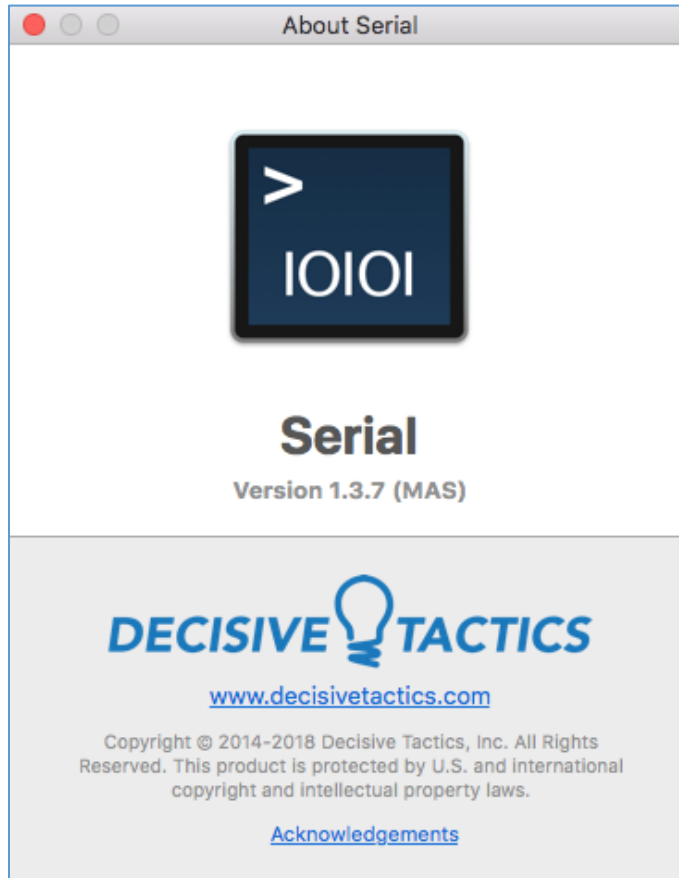 About Serial
>
IOIOI
Serial
Version 1.3.7 (MAS)
DECISIVE TACTICS
www.decisivetactics.com
Copyright © 2014-2018 Decisive Tactics, Inc. All Rights
Reserved. This product is protected by U.S. and international
copyright and intellectual property laws.
Acknowledgements